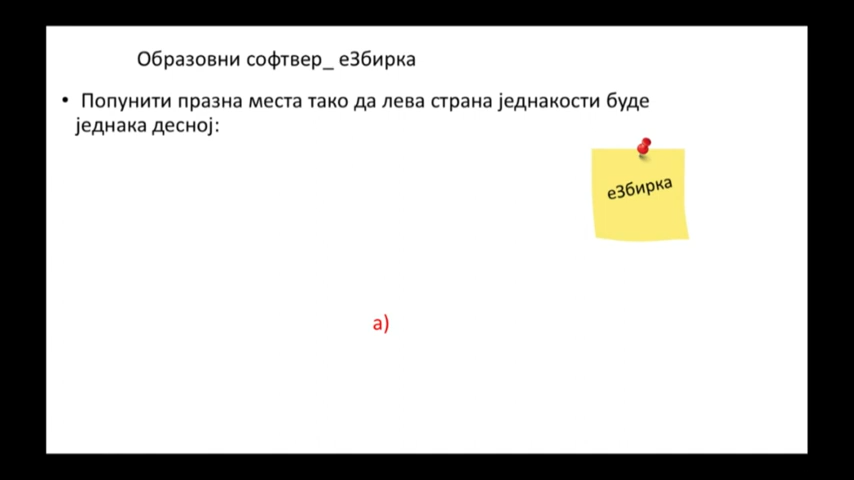 Образовни софтвер_ еЗбирка
• Попунити празна места тако да лева страна једнакости буде
једнака десној:
еЗбирка
а)